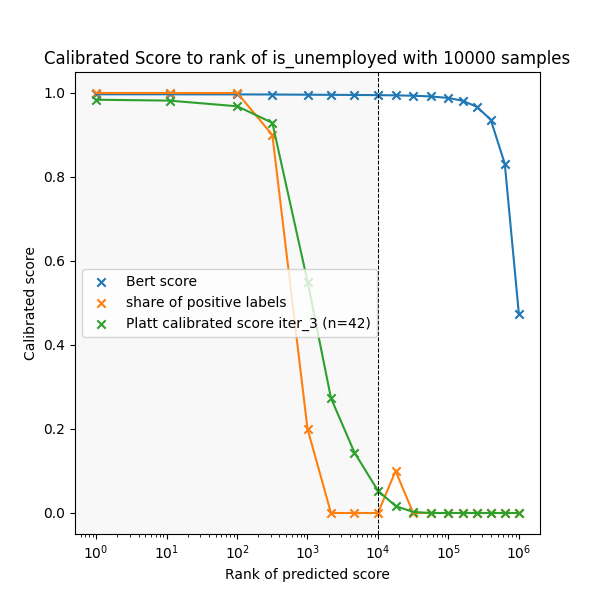 Calibrated Score to rank of is_unemployed with 10000 samples
Calibrated score
1.0
0.8
0.6
0.4
0.2
0.0
Bert score
share of positive labels
Platt calibrated score iter_3 (n=42)
10⁰
10¹
10²
10³
10⁴
10⁵
10⁶
Rank of predicted score